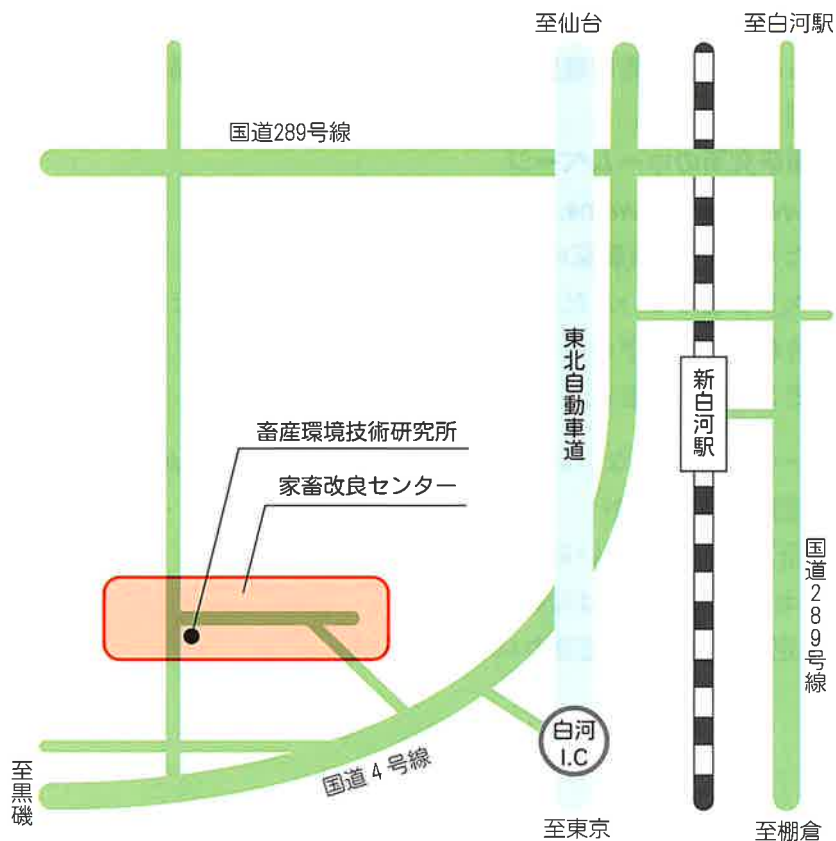 至仙台
至白河駅
国道289号線
東北自動車道
新白河駅
畜産環境技術研究所
家畜改良センター
国道289号線
白河
I.C
国道4号線
至黒磯
至東京
至棚倉